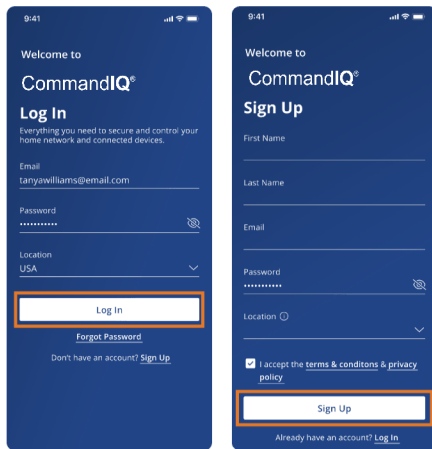 9:41
Welcome to
CommandIQ®
Log In
Everything you need to secure and control your
home network and connected devices.
Email
tanyawilliams@email.com
Password
•••••••••••
Location
USA
Log In
Forgot Password
Don't have an account? Sign Up
9:41
Welcome to
CommandIQ®
Sign Up
First Name
Last Name
Email
Password
•••••••••••
Location
I accept the terms & conditons & privacy
policy
Sign Up
Already have an account? Log In